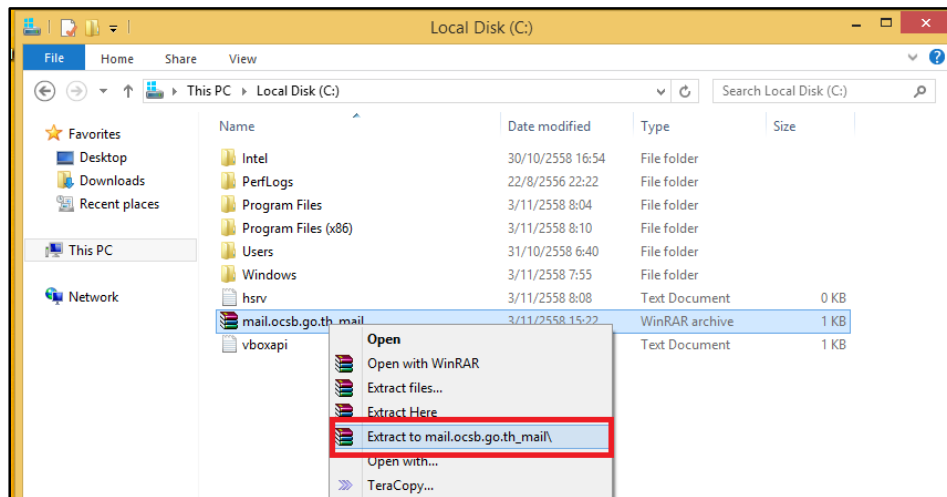 Local Disk (C:)
File Home Share View
This PC Local Disk (C:) Search Local Disk (C:)
Favorites
Desktop
Downloads
Recent places
This PC
Network
Name Date modified Type Size
Intel 30/10/2558 16:54 File folder
PerfLogs 22/8/2556 22:22 File folder
Program Files 3/11/2558 8:04 File folder
Program Files (x86) 3/11/2558 8:10 File folder
Users 31/10/2558 6:40 File folder
Windows 3/11/2558 7:55 File folder
hsrv 3/11/2558 8:08 Text Document 0 KB
mail.ocsb.go.th_mail 3/11/2558 15:22 WinRAR archive 1 KB
vboxapi Text Document 1 KB
Open
Open with WinRAR
Extract files...
Extract Here
Extract to mail.ocsb.go.th_mail\
Open with...
TeraCopy...